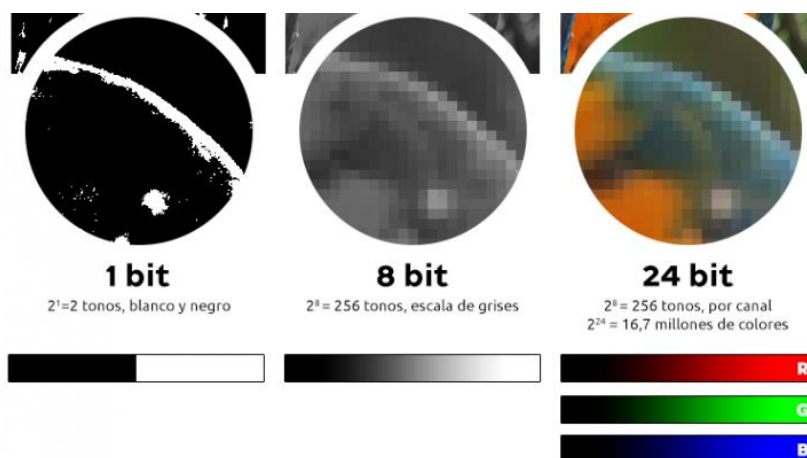 1 bit
2¹=2 tonos, blanco y negro
8 bit
2⁸ = 256 tonos, escala de grises
24 bit
2⁸ = 256 tonos, por canal
2²⁴ = 16,7 millones de colores
R
G
B